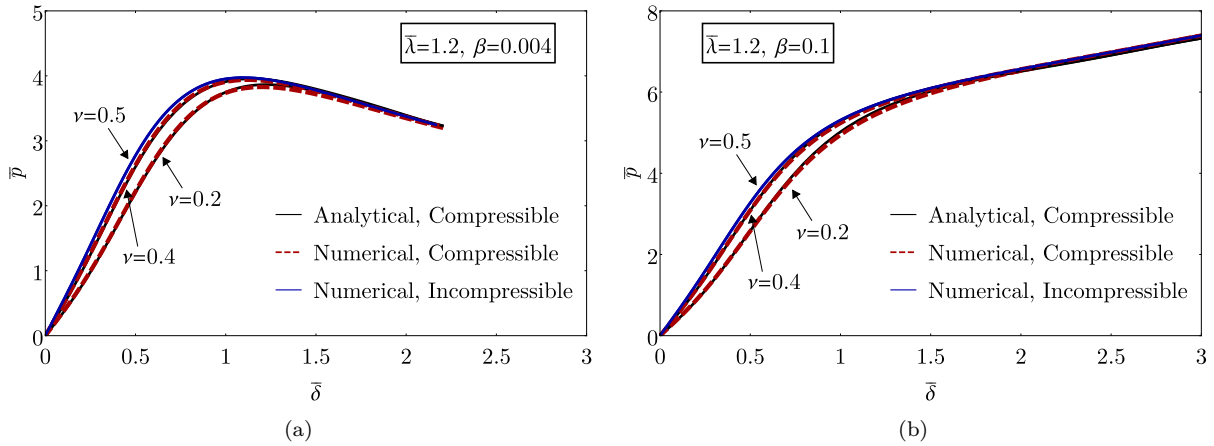 5
4
3
2
1
0
0
0.5
1
1.5
2
2.5
3
p̅
δ̅
λ̅=1.2, β=0.004
ν=0.5
ν=0.2
ν=0.4
Analytical, Compressible
Numerical, Compressible
Numerical, Incompressible
(a)
8
6
4
2
0
0
0.5
1
1.5
2
2.5
3
p̅
δ̅
λ̅=1.2, β=0.1
ν=0.5
ν=0.2
ν=0.4
Analytical, Compressible
Numerical, Compressible
Numerical, Incompressible
(b)